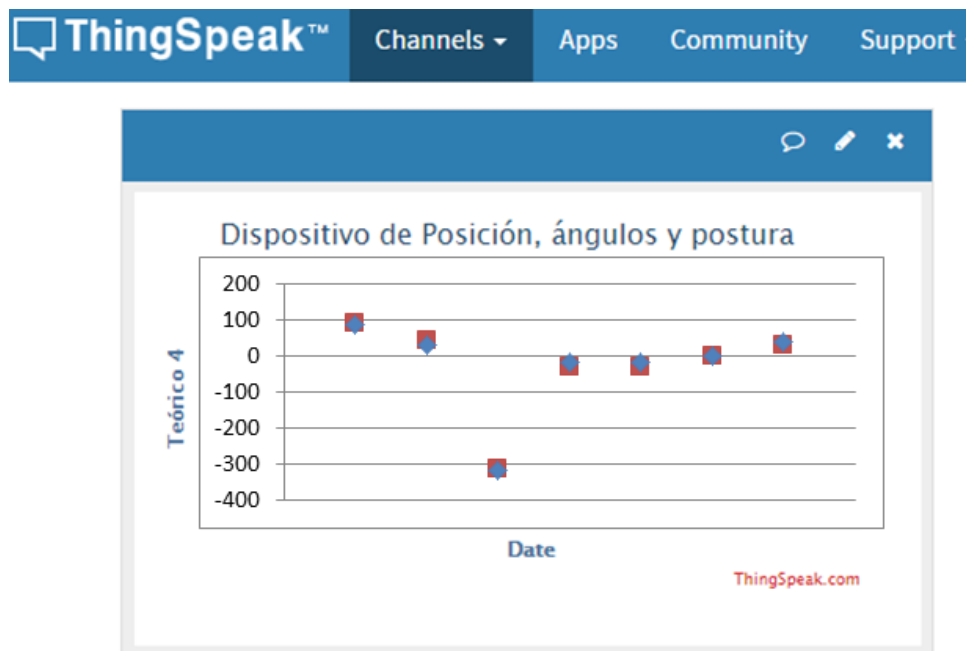 ThingSpeak™ Channels Apps Community Support
Dispositivo de Posición, ángulos y postura
200
100
0
-100
-200
-300
-400
Teórico 4
Date
ThingSpeak.com